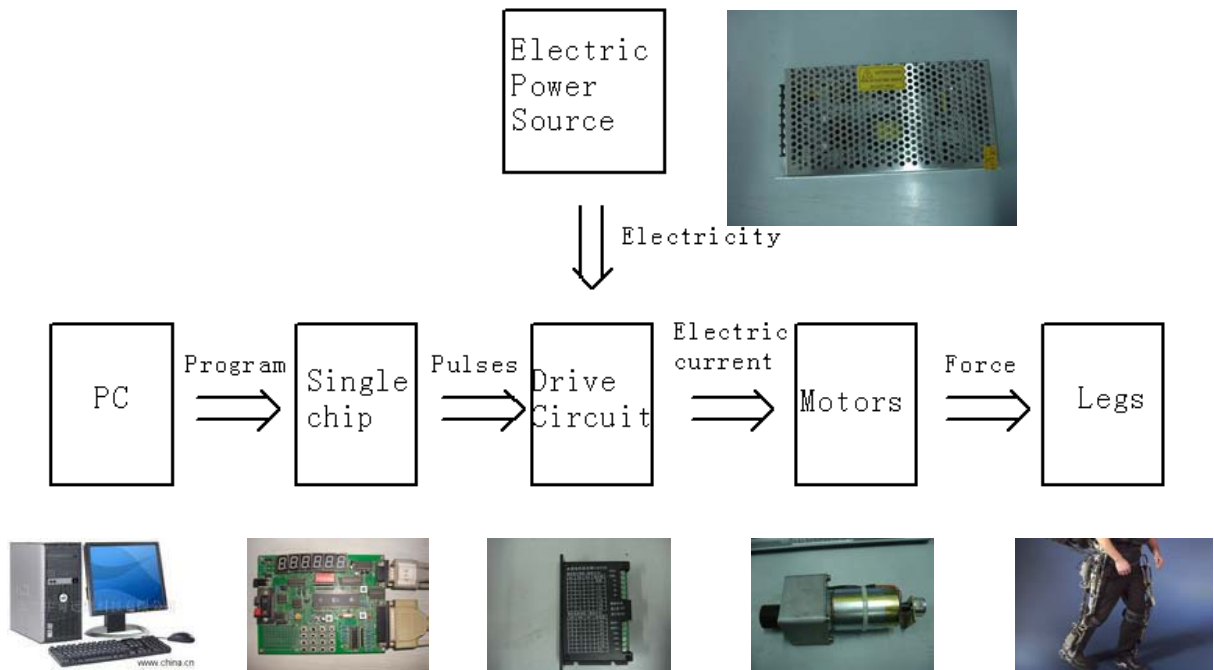 Electric
Power
Source
Electricity
PC
Program
Single
chip
Pulses
Drive
Circuit
Electric
current
Motors
Force
Legs
www.china.cn